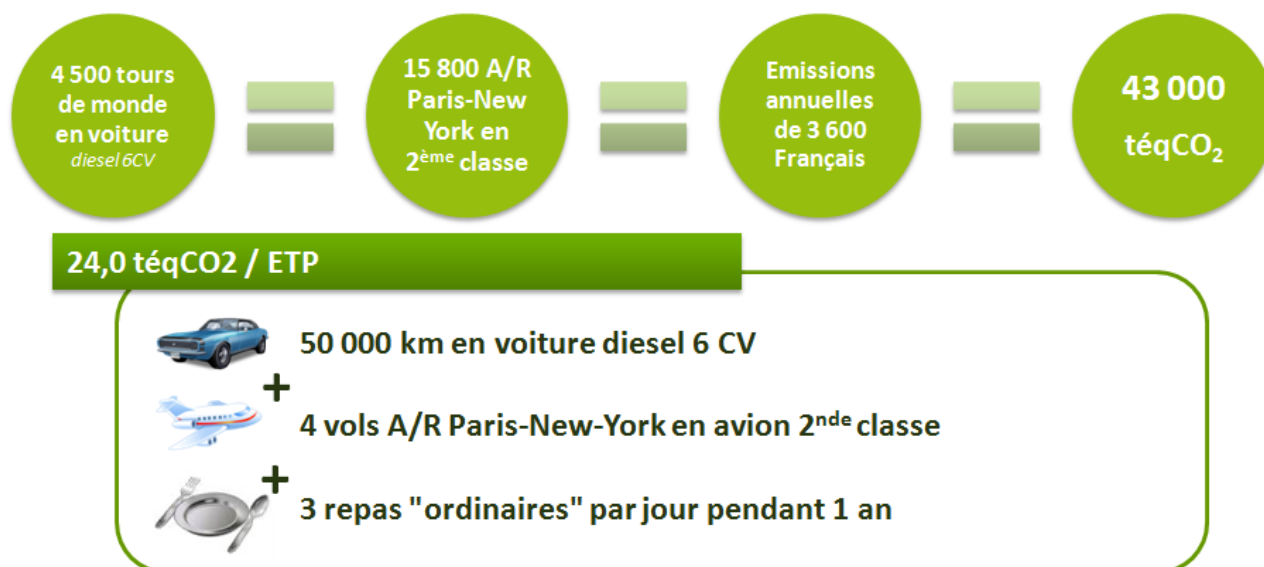 4 500 tours
de monde
en voiture
diesel 6CV
15 800 A/R
Paris-New
York en
2ème classe
Emissions
annuelles
de 3 600
Français
43 000
téqCO2
24,0 téqCO2 / ETP
50 000 km en voiture diesel 6 CV
+
4 vols A/R Paris-New-York en avion 2nde classe
+
3 repas "ordinaires" par jour pendant 1 an